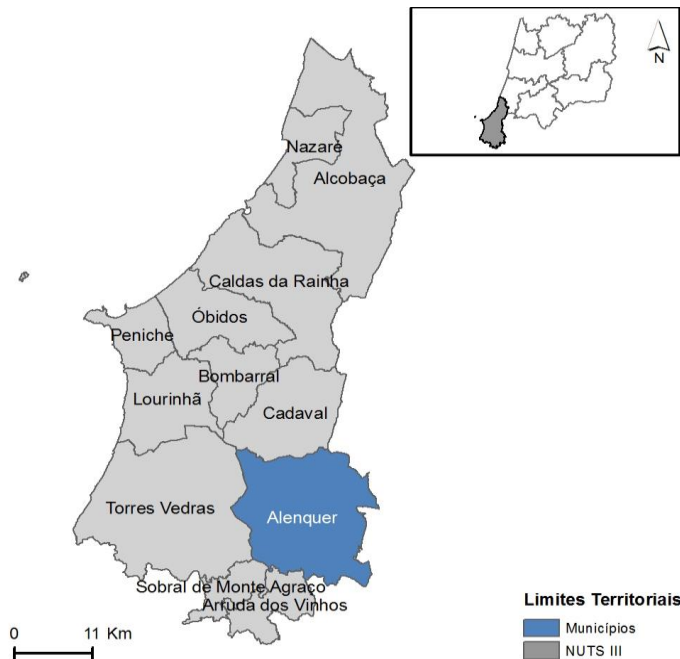 N
Nazaré
Alcobaça
Caldas da Rainha
Óbidos
Peniche
Bombarral
Lourinhã
Cadaval
Torres Vedras
Alenquer
Sobral de Monte Agraço
Arruda dos Vinhos
0 11 Km
Limites Territoriais
Municípios
NUTS III